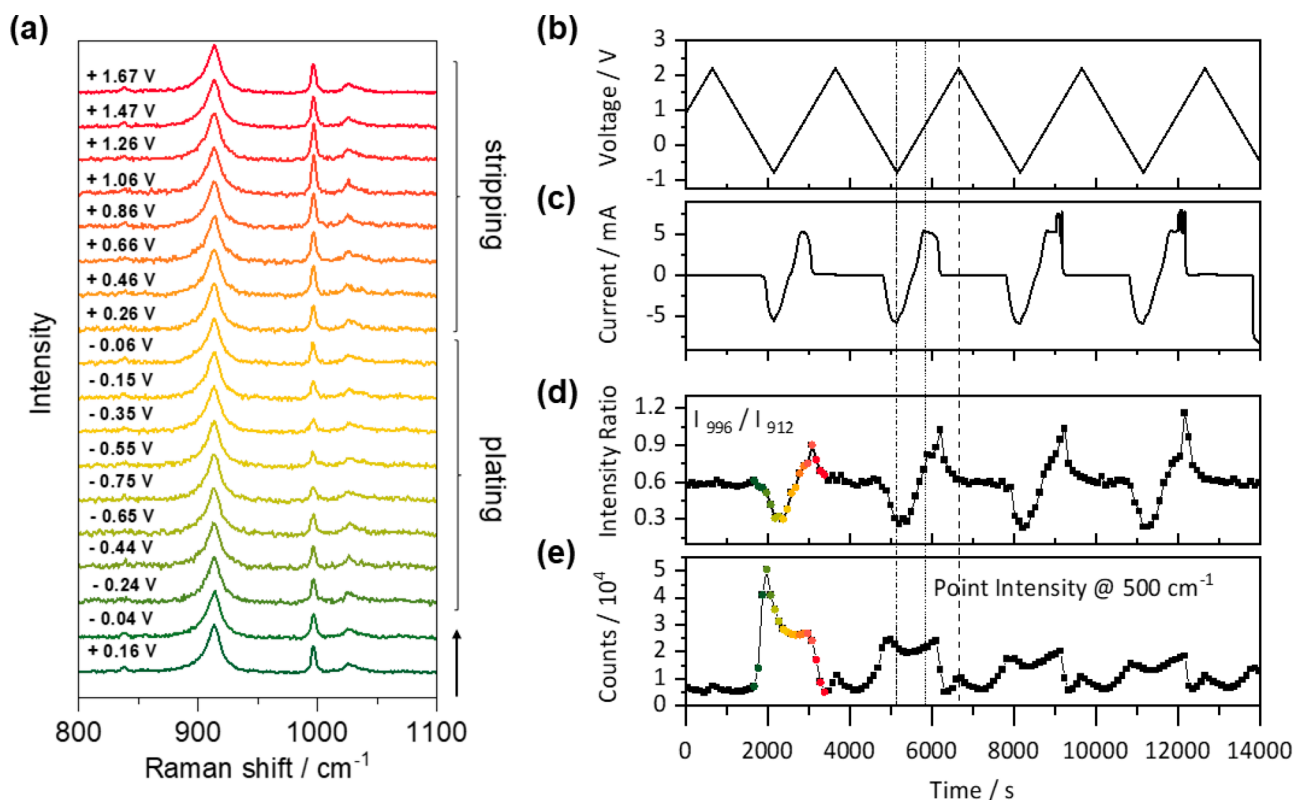 (a)
+ 1.67 V
+ 1.47 V
+ 1.26 V
+ 1.06 V
+ 0.86 V
+ 0.66 V
+ 0.46 V
+ 0.26 V
- 0.06 V
- 0.15 V
- 0.35 V
- 0.55 V
- 0.75 V
- 0.65 V
- 0.44 V
- 0.24 V
- 0.04 V
+ 0.16 V
stripping
plating
Intensity
800 900 1000 1100
Raman shift / cm-1
(b)
3
2
1
0
-1
Voltage / V
(c)
5
0
-5
Current / mA
(d)
1.2
0.9
0.6
0.3
Intensity Ratio
I 996 / I 912
(e)
5
4
3
2
1
0
Counts / 10^4
Point Intensity @ 500 cm-1
0 2000 4000 6000 8000 10000 12000 14000
Time / s